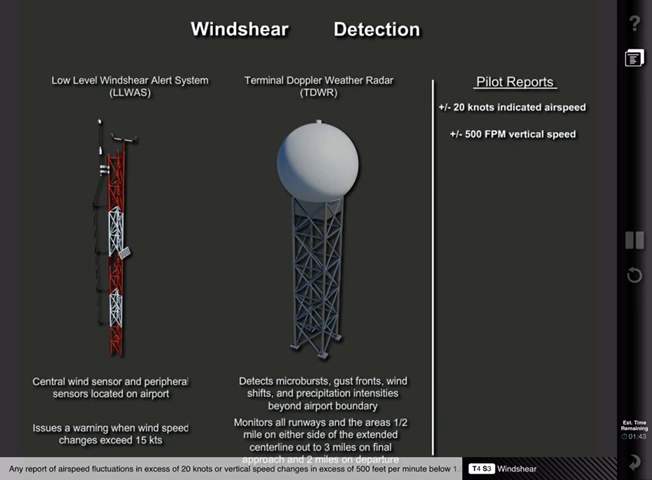 Windshear Detection
Low Level Windshear Alert System
(LLWAS)
Terminal Doppler Weather Radar
(TDWR)
Pilot Reports
+/- 20 knots indicated airspeed
+/- 500 FPM vertical speed
Central wind sensor and peripheral
sensors located on airport
Issues a warning when wind speed
changes exceed 15 kts
Detects microbursts, gust fronts, wind
shifts, and precipitation intensities
beyond airport boundary
Monitors all runways and the areas 1/2
mile on either side of the extended
centerline out to 3 miles on final
approach and 2 miles on departure
?
Est. Time
Remaining
01:43
Any report of airspeed fluctuations in excess of 20 knots or vertical speed changes in excess of 500 feet per minute below 1
T4 S3 Windshear